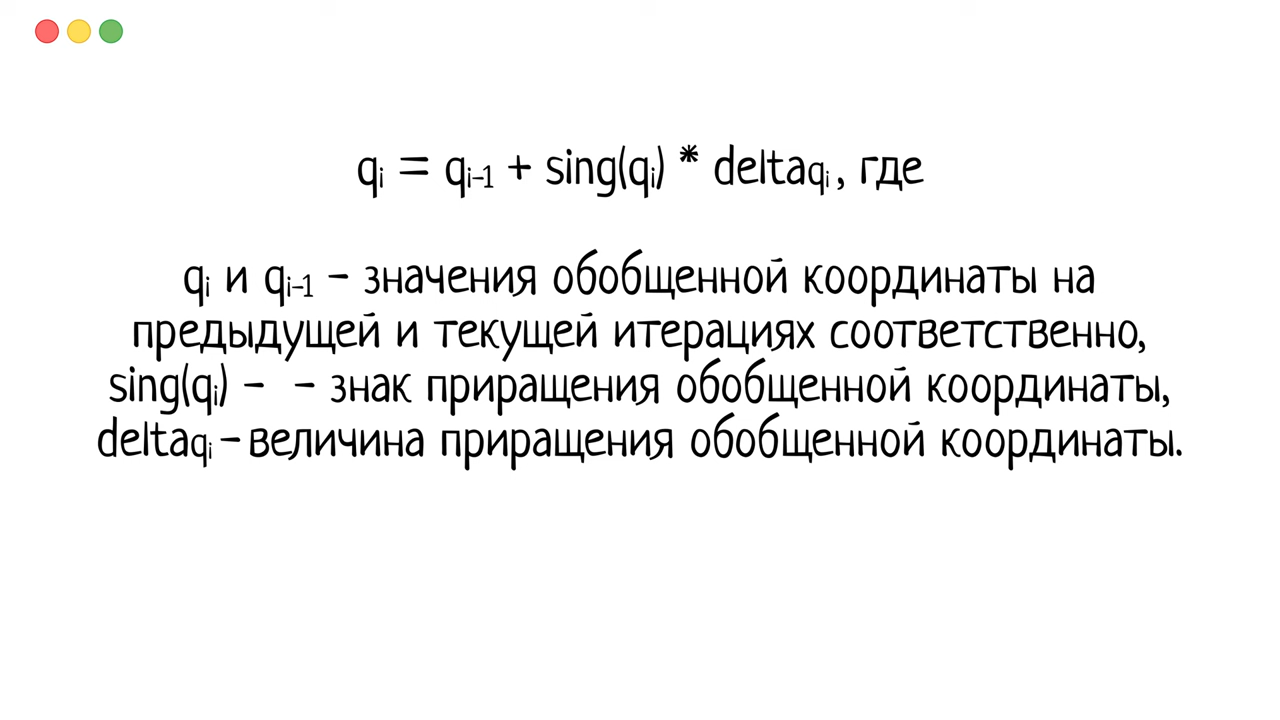 qᵢ = qᵢ₋₁ + sing(qᵢ) * deltaqᵢ, где
qᵢ и qᵢ₋₁ – значения обобщенной координаты на
предыдущей и текущей итерациях соответственно,
sing(qᵢ) – – знак приращения обобщенной координаты,
deltaqᵢ – величина приращения обобщенной координаты.